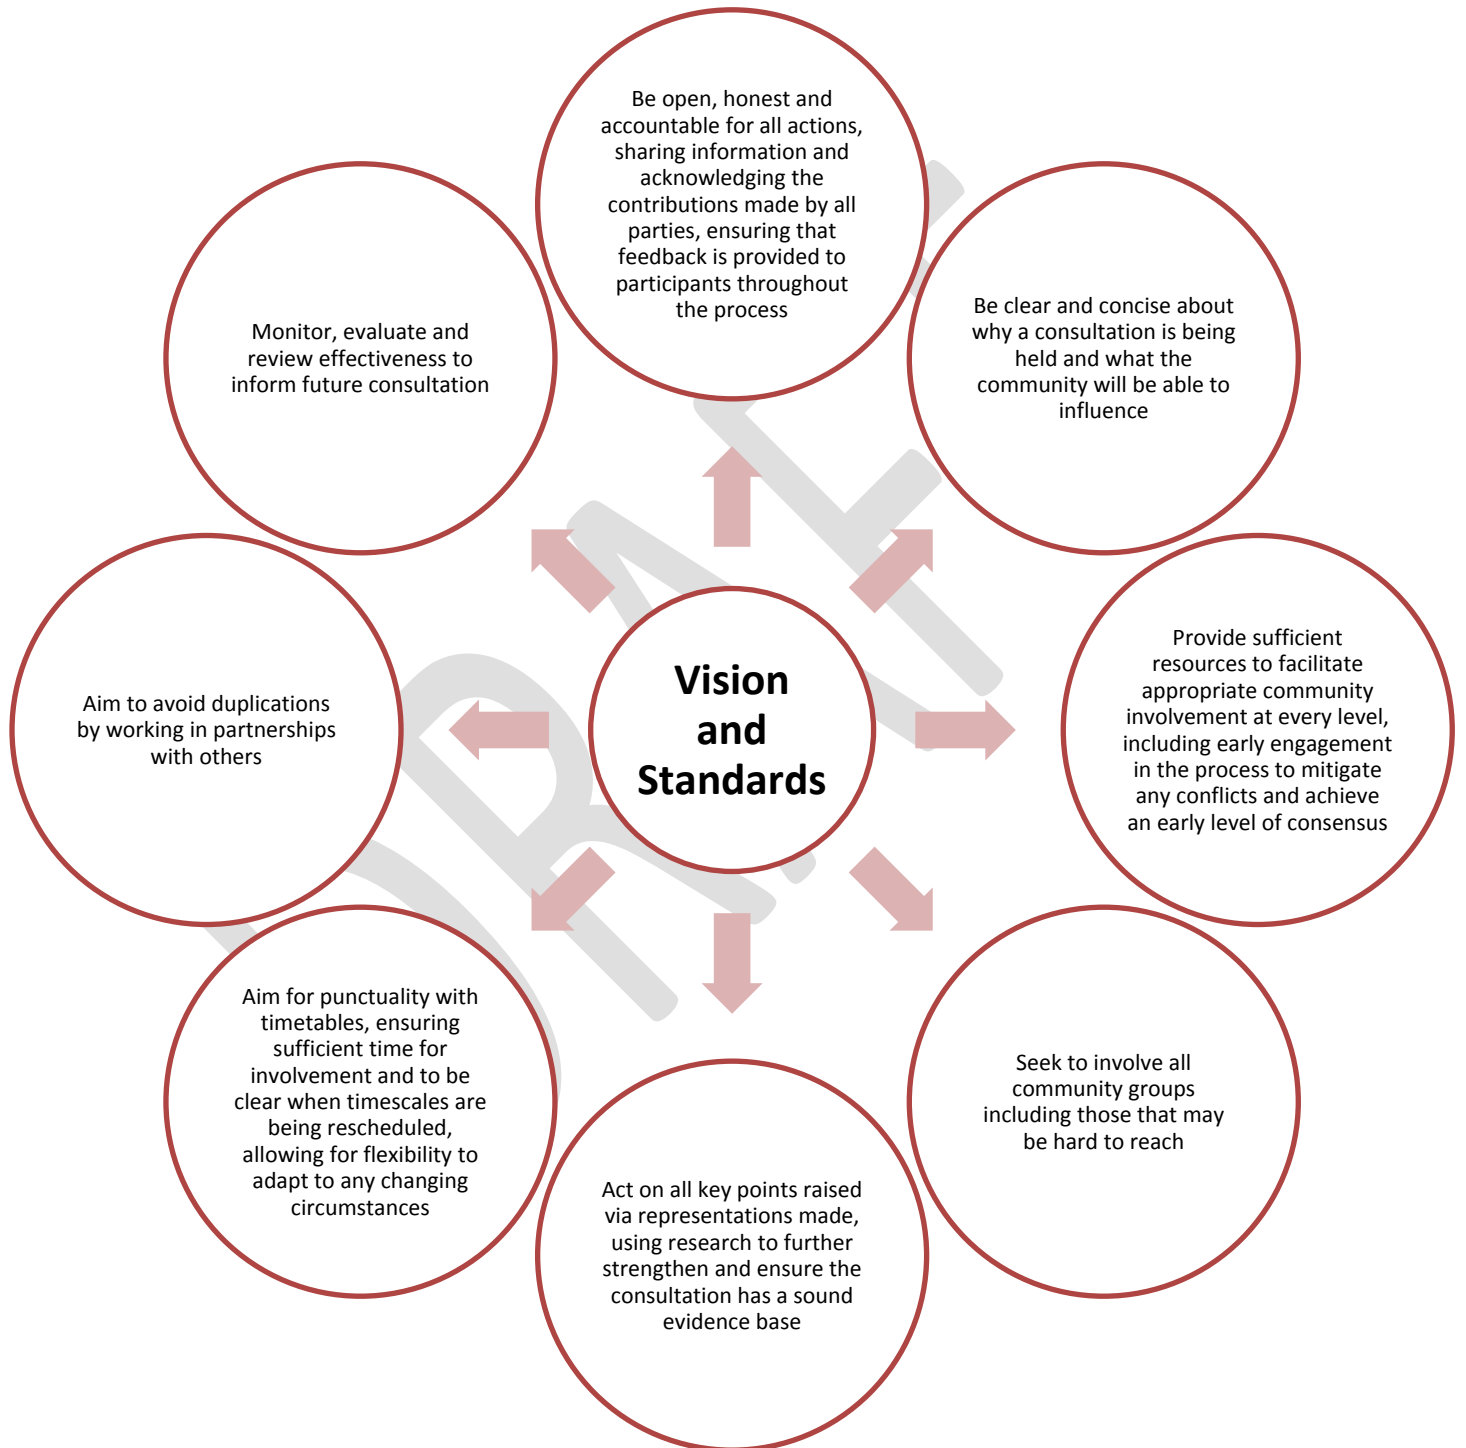 Be open, honest and
accountable for all actions,
sharing information and
acknowledging the
contributions made by all
parties, ensuring that
feedback is provided to
participants throughout
the process
Be clear and concise about
why a consultation is being
held and what the
community will be able to
influence
Provide sufficient
resources to facilitate
appropriate community
involvement at every level,
including early engagement
in the process to mitigate
any conflicts and achieve
an early level of consensus
Seek to involve all
community groups
including those that may
be hard to reach
Act on all key points raised
via representations made,
using research to further
strengthen and ensure the
consultation has a sound
evidence base
Aim for punctuality with
timetables, ensuring
sufficient time for
involvement and to be
clear when timescales are
being rescheduled,
allowing for flexibility to
adapt to any changing
circumstances
Aim to avoid duplications
by working in partnerships
with others
Monitor, evaluate and
review effectiveness to
inform future consultation
Vision
and
Standards
DRAFT